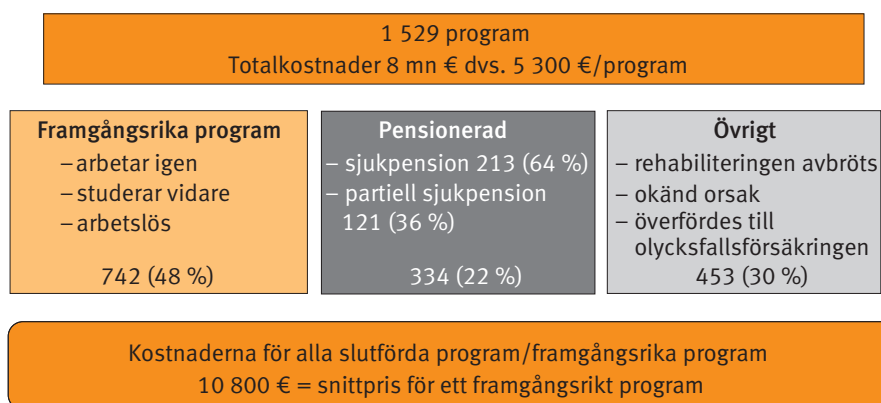 1 529 program
Totalkostnader 8 mn € dvs. 5 300 €/program
Framgångsrika program
– arbetar igen
– studerar vidare
– arbetslös
742 (48 %)
Pensionerad
– sjukpension 213 (64 %)
– partiell sjukpension
121 (36 %)
334 (22 %)
Övrigt
– rehabiliteringen avbröts
– okänd orsak
– överfördes till
olycksfallsförsäkringen
453 (30 %)
Kostnaderna för alla slutförda program/framgångsrika program
10 800 € = snittpris för ett framgångsrikt program